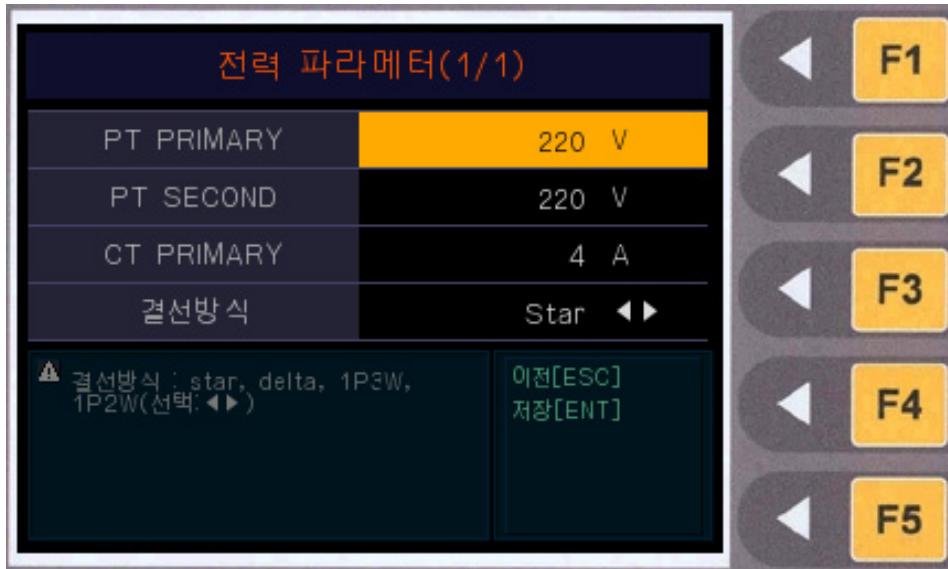 전력 파라메터(1/1)
PT PRIMARY 220 V
PT SECOND 220 V
CT PRIMARY 4 A
결선방식 Star ◀▶
결선방식 : star, delta, 1P3W,
1P2W(선택:◀▶)
이전[ESC]
저장[ENT]
F1
F2
F3
F4
F5